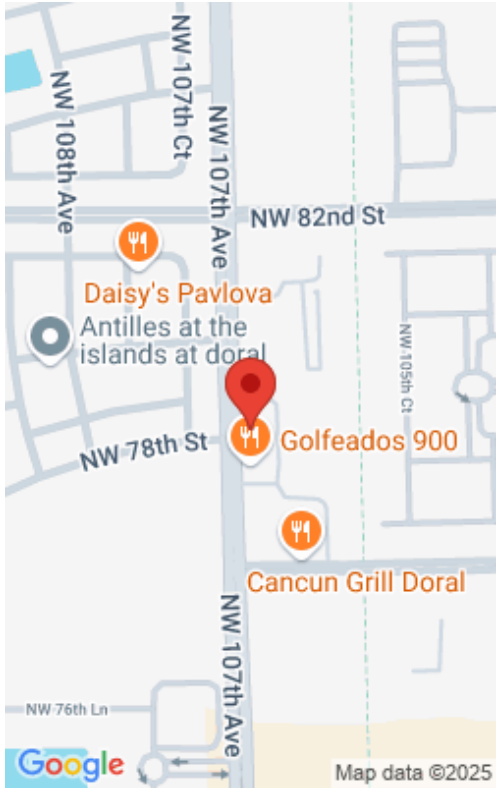 NW 107th Ct
NW 108th Ave
NW 107th Ave
NW 82nd St
Daisy's Pavlova
Antilles at the
islands at doral
NW 105th Ct
NW 78th St
Golfeados 900
Cancun Grill Doral
NW 107th Ave
NW 76th Ln
Google
Map data ©2025